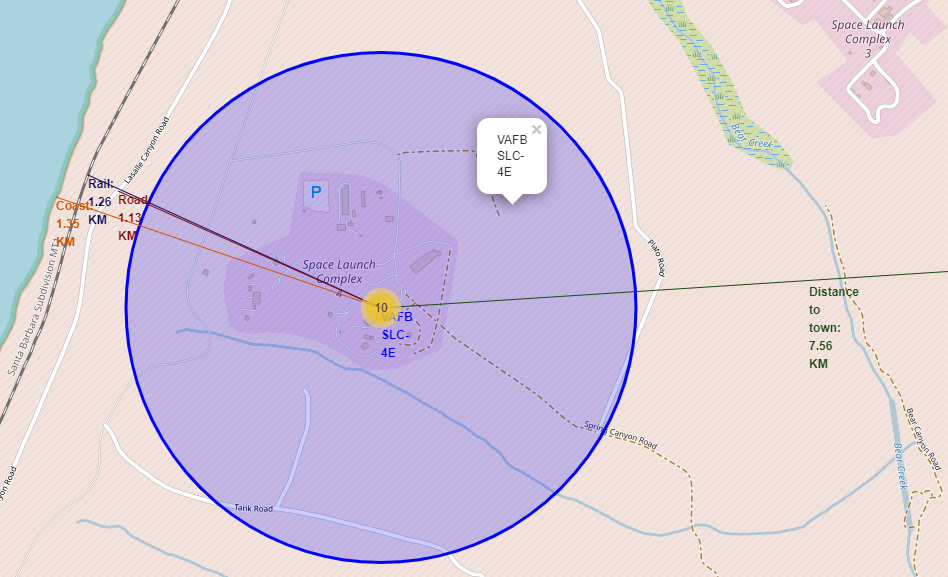 Space Launch
Complex
3
Bear Creek
VAFB
SLC-
4E
×
Lasalle Canyon Road
Rail:
1.26
KM
Road
1.13
KM
Coast:
1.35
KM
P
Santa Barbara Subdivision MT1
Space Launch
Complex
4
10
VAFB
SLC-
4E
Plato Road
Distance
to
town:
7.56
KM
Spring Canyon Road
Bear Canyon Road
Bear Creek
yon Road
Tank Road